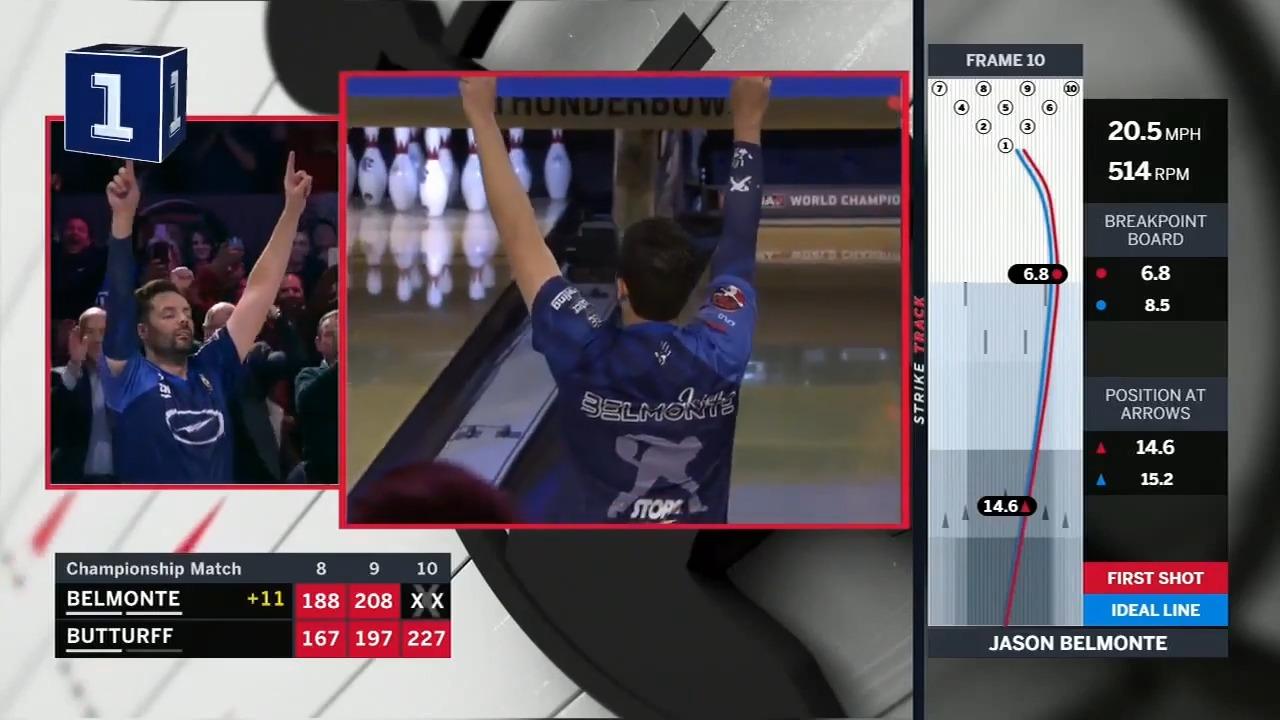 1
1
1
THUNDERBOW
WORLD CHAMPIO
Jason
BELMONTE
STORM
Championship Match 8 9 10
BELMONTE +11 188 208 X X
BUTTURFF 167 197 227
STRIKE TRACK
FRAME 10
7 8 9 10
4 5 6
2 3
1
6.8
14.6
20.5 MPH
514 RPM
BREAKPOINT
BOARD
6.8
8.5
POSITION AT
ARROWS
14.6
15.2
FIRST SHOT
IDEAL LINE
JASON BELMONTE